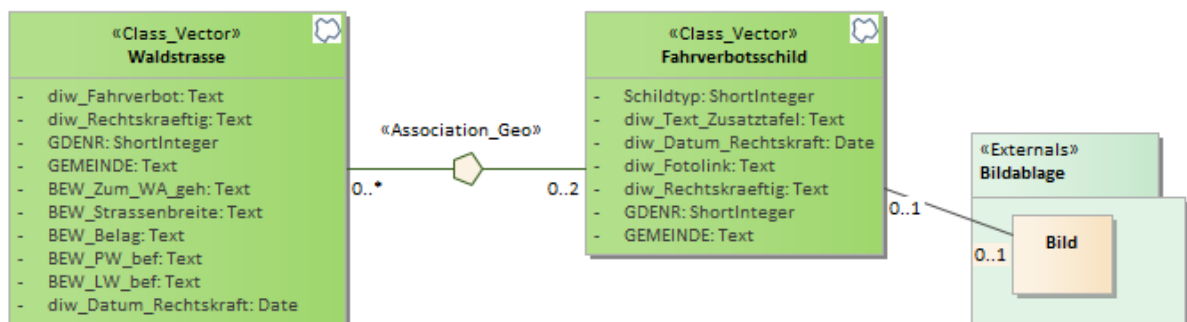 «Class_Vector»
Waldstrasse
- diw_Fahrverbot: Text
- diw_Rechtskraeftig: Text
- GDENR: ShortInteger
- GEMEINDE: Text
- BEW_Zum_WA_geh: Text
- BEW_Strassenbreite: Text
- BEW_Belag: Text
- BEW_PW_bef: Text
- BEW_LW_bef: Text
- diw_Datum_Rechtskraft: Date
«Association_Geo»
0..*
0..2
«Class_Vector»
Fahrverbotsschild
- Schildtyp: ShortInteger
- diw_Text_Zusatztafel: Text
- diw_Datum_Rechtskraft: Date
- diw_Fotolink: Text
- diw_Rechtskraeftig: Text
- GDENR: ShortInteger
- GEMEINDE: Text
0..1
0..1
«Externals»
Bildablage
Bild